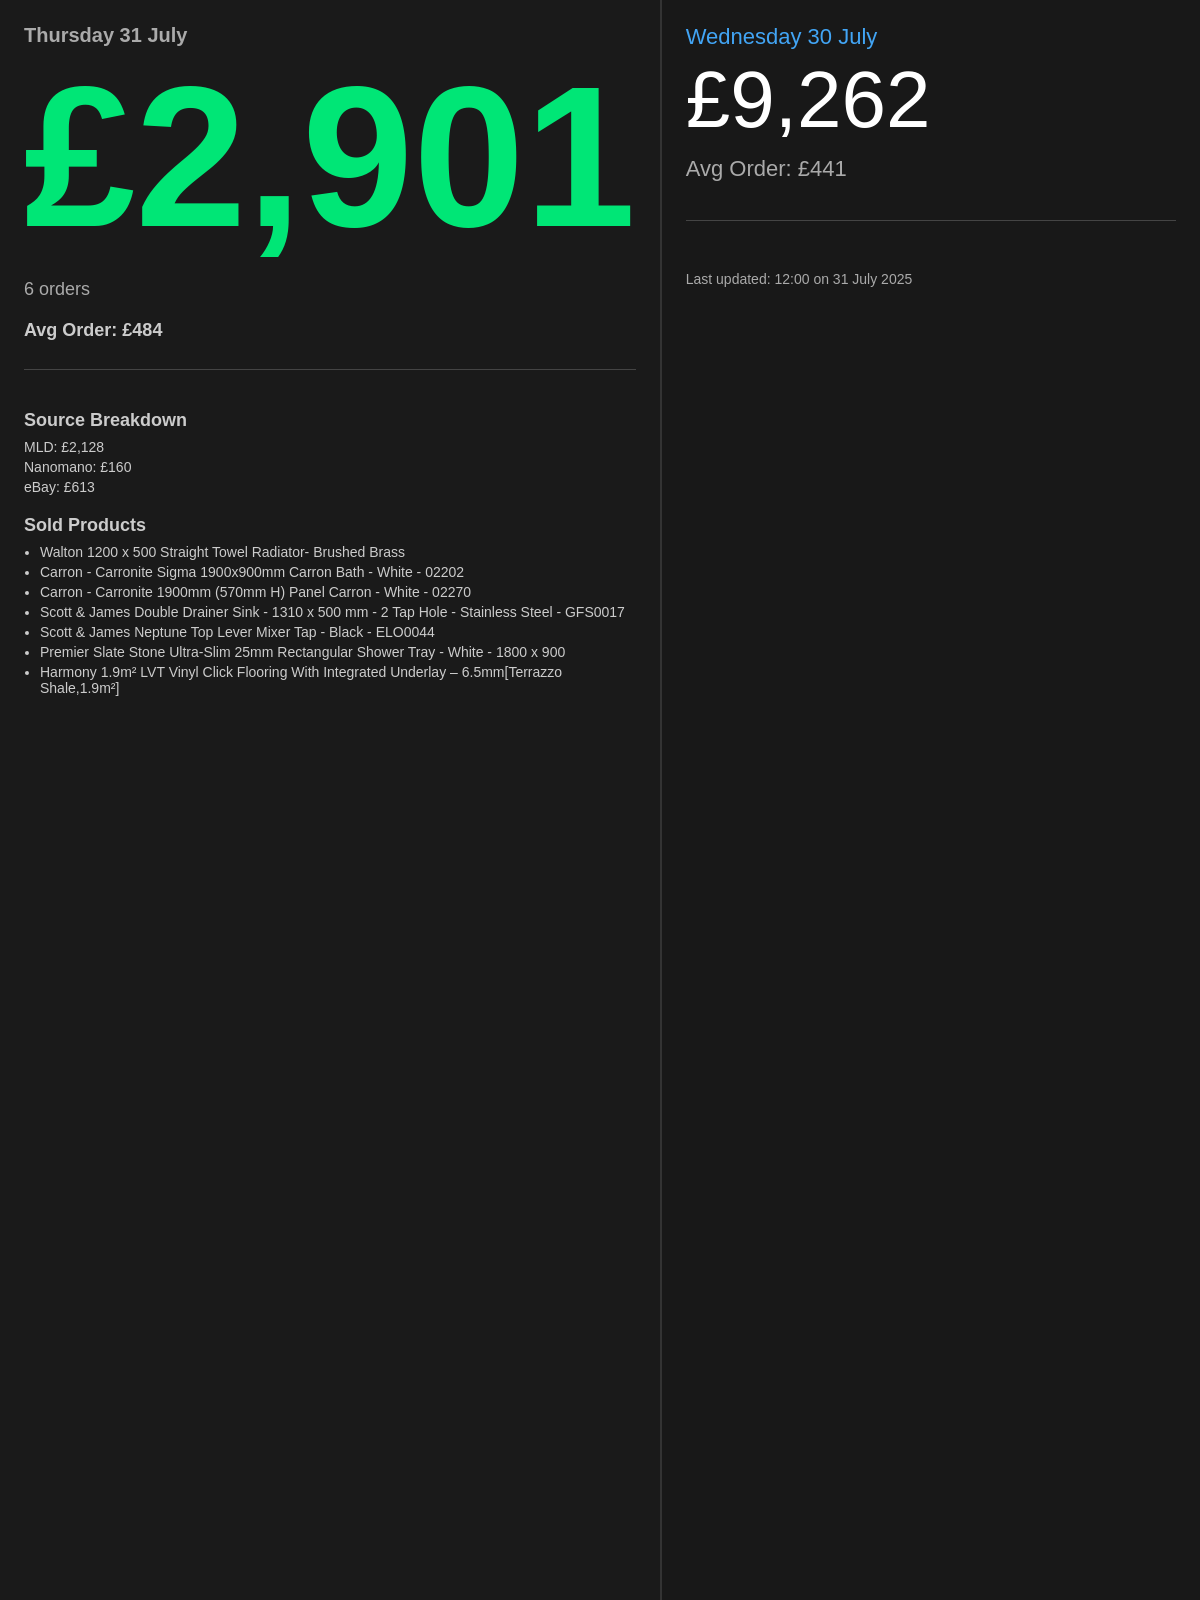 Thursday 31 July
£2,901
6 orders
Avg Order: £484
Source Breakdown
MLD: £2,128
Nanomano: £160
eBay: £613
Sold Products
• Walton 1200 x 500 Straight Towel Radiator- Brushed Brass
• Carron - Carronite Sigma 1900x900mm Carron Bath - White - 02202
• Carron - Carronite 1900mm (570mm H) Panel Carron - White - 02270
• Scott & James Double Drainer Sink - 1310 x 500 mm - 2 Tap Hole - Stainless Steel - GFS0017
• Scott & James Neptune Top Lever Mixer Tap - Black - ELO0044
• Premier Slate Stone Ultra-Slim 25mm Rectangular Shower Tray - White - 1800 x 900
• Harmony 1.9m² LVT Vinyl Click Flooring With Integrated Underlay – 6.5mm[Terrazzo
Shale,1.9m²]
Wednesday 30 July
£9,262
Avg Order: £441
Last updated: 12:00 on 31 July 2025